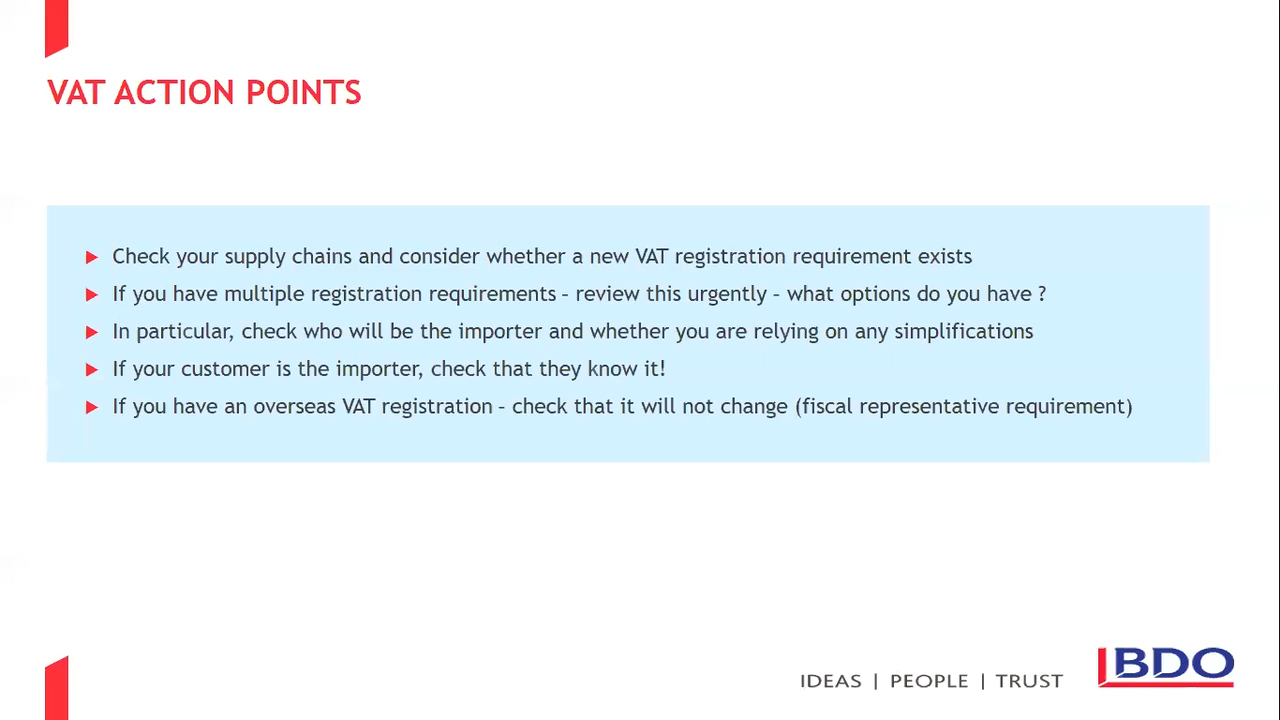 VAT ACTION POINTS
Check your supply chains and consider whether a new VAT registration requirement exists
If you have multiple registration requirements – review this urgently – what options do you have ?
In particular, check who will be the importer and whether you are relying on any simplifications
If your customer is the importer, check that they know it!
If you have an overseas VAT registration – check that it will not change (fiscal representative requirement)
IDEAS | PEOPLE | TRUST
BDO